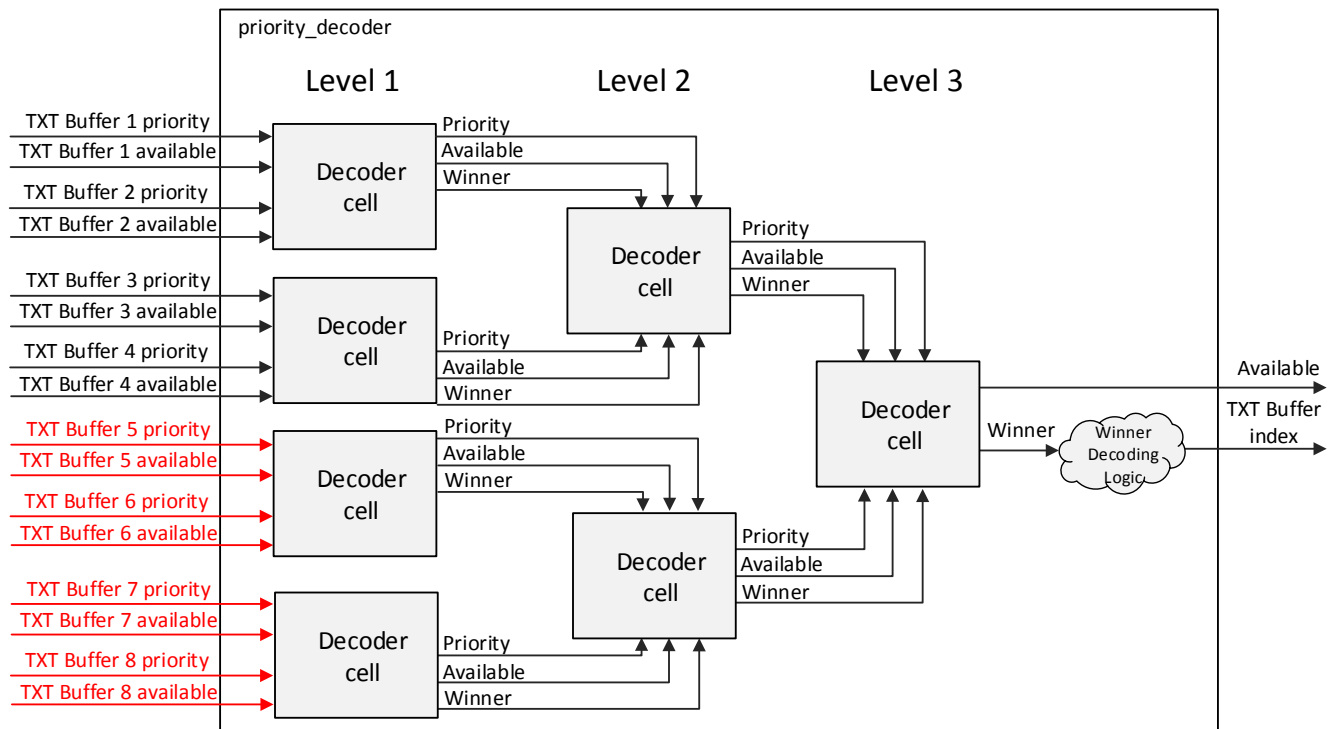 priority_decoder
Level 1
Level 2
Level 3
TXT Buffer 1 priority
TXT Buffer 1 available
TXT Buffer 2 priority
TXT Buffer 2 available
Decoder
cell
Priority
Available
Winner
TXT Buffer 3 priority
TXT Buffer 3 available
TXT Buffer 4 priority
TXT Buffer 4 available
Decoder
cell
Priority
Available
Winner
Decoder
cell
Priority
Available
Winner
TXT Buffer 5 priority
TXT Buffer 5 available
TXT Buffer 6 priority
TXT Buffer 6 available
Decoder
cell
Priority
Available
Winner
TXT Buffer 7 priority
TXT Buffer 7 available
TXT Buffer 8 priority
TXT Buffer 8 available
Decoder
cell
Priority
Available
Winner
Decoder
cell
Priority
Available
Winner
Decoder
cell
Winner
Winner
Decoding
Logic
Available
TXT Buffer
index